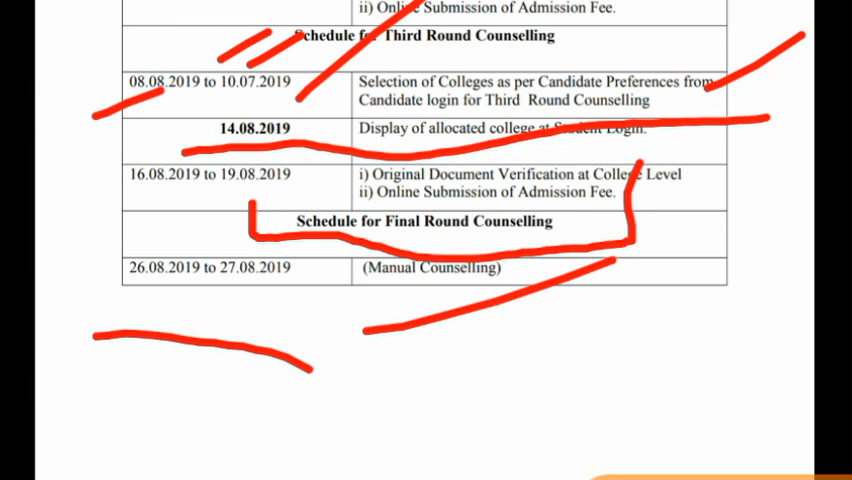 ii) Online Submission of Admission Fee.
Schedule for Third Round Counselling
08.08.2019 to 10.07.2019
Selection of Colleges as per Candidate Preferences from
Candidate login for Third Round Counselling
14.08.2019
Display of allocated college at Student Login.
16.08.2019 to 19.08.2019
i) Original Document Verification at College Level
ii) Online Submission of Admission Fee.
Schedule for Final Round Counselling
26.08.2019 to 27.08.2019
(Manual Counselling)